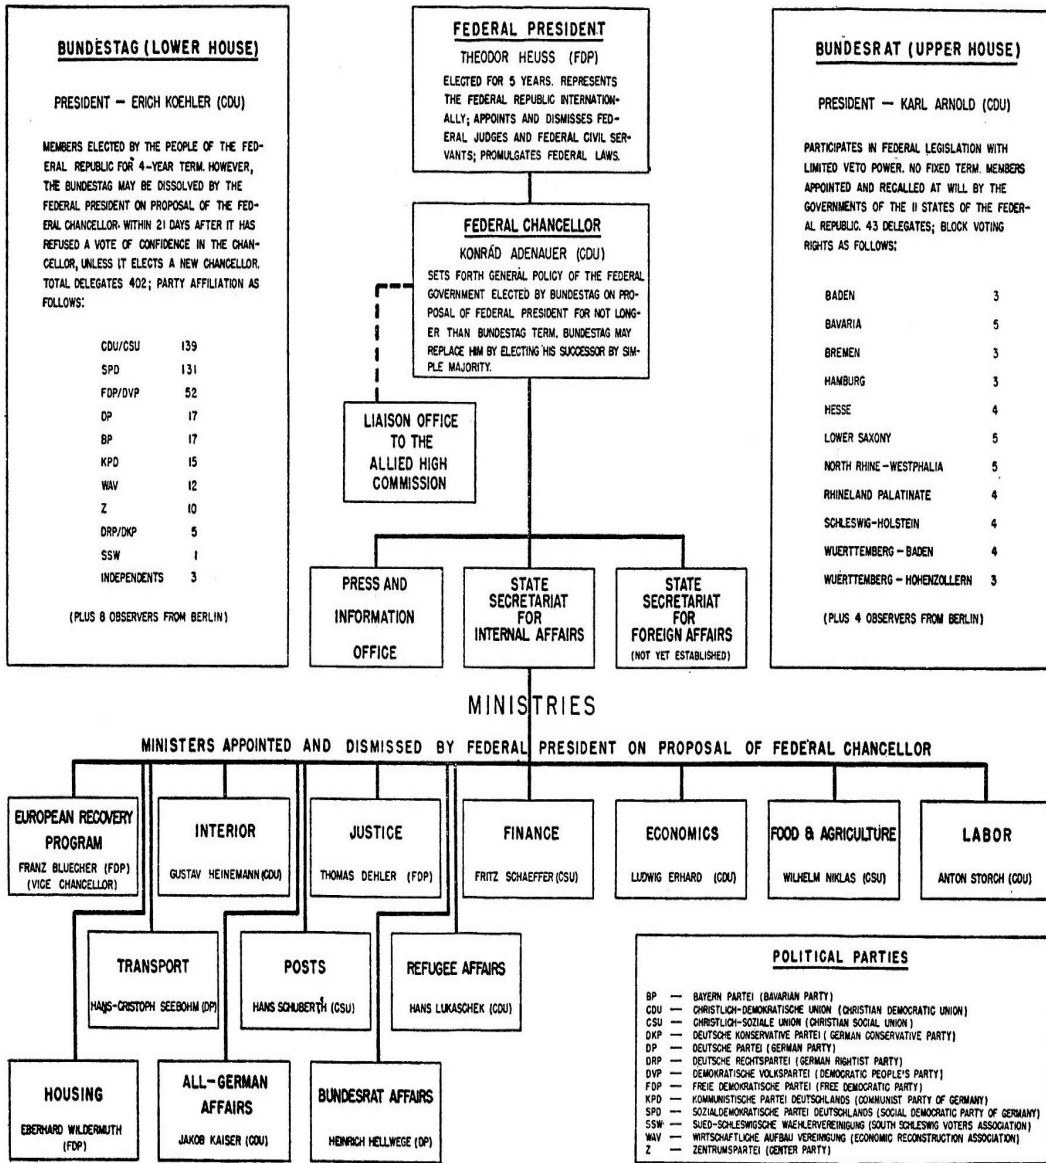 BUNDESTAG (LOWER HOUSE)
PRESIDENT — ERICH KOEHLER (CDU)
MEMBERS ELECTED BY THE PEOPLE OF THE FED-
ERAL REPUBLIC FOR 4-YEAR TERM. HOWEVER,
THE BUNDESTAG MAY BE DISSOLVED BY THE
FEDERAL PRESIDENT ON PROPOSAL OF THE FED-
ERAL CHANCELLOR. WITHIN 21 DAYS AFTER IT HAS
REFUSED A VOTE OF CONFIDENCE IN THE CHAN-
CELLOR, UNLESS IT ELECTS A NEW CHANCELLOR.
TOTAL DELEGATES 402; PARTY AFFILIATION AS
FOLLOWS:
CDU/CSU 139
SPD 131
FDP/DVP 52
DP 17
BP 17
KPD 15
WAV 12
Z 10
DRP/DKP 5
SSW 1
INDEPENDENTS 3
(PLUS 8 OBSERVERS FROM BERLIN)
FEDERAL PRESIDENT
THEODOR HEUSS (FDP)
ELECTED FOR 5 YEARS. REPRESENTS
THE FEDERAL REPUBLIC INTERNATION-
ALLY; APPOINTS AND DISMISSES FED-
ERAL JUDGES AND FEDERAL CIVIL SER-
VANTS; PROMULGATES FEDERAL LAWS.
FEDERAL CHANCELLOR
KONRAD ADENAUER (CDU)
SETS FORTH GENERAL POLICY OF THE FEDERAL
GOVERNMENT ELECTED BY BUNDESTAG ON PRO-
POSAL OF FEDERAL PRESIDENT FOR NOT LONG-
ER THAN BUNDESTAG TERM. BUNDESTAG MAY
REPLACE HIM BY ELECTING HIS SUCCESSOR BY SIM-
PLE MAJORITY.
LIAISON OFFICE
TO THE
ALLIED HIGH
COMMISSION
BUNDESRAT (UPPER HOUSE)
PRESIDENT — KARL ARNOLD (CDU)
PARTICIPATES IN FEDERAL LEGISLATION WITH
LIMITED VETO POWER. NO FIXED TERM. MEMBERS
APPOINTED AND RECALLED AT WILL BY THE
GOVERNMENTS OF THE 11 STATES OF THE FEDER-
AL REPUBLIC. 43 DELEGATES; BLOCK VOTING
RIGHTS AS FOLLOWS:
BADEN 3
BAVARIA 5
BREMEN 3
HAMBURG 3
HESSE 4
LOWER SAXONY 5
NORTH RHINE-WESTPHALIA 5
RHINELAND PALATINATE 4
SCHLESWIG-HOLSTEIN 4
WUERTTEMBERG-BADEN 4
WUERTTEMBERG-HOHENZOLLERN 3
(PLUS 4 OBSERVERS FROM BERLIN)
PRESS AND
INFORMATION
OFFICE
STATE
SECRETARIAT
FOR
INTERNAL AFFAIRS
STATE
SECRETARIAT
FOR
FOREIGN AFFAIRS
(NOT YET ESTABLISHED)
MINISTRIES
MINISTERS APPOINTED AND DISMISSED BY FEDERAL PRESIDENT ON PROPOSAL OF FEDERAL CHANCELLOR
EUROPEAN RECOVERY
PROGRAM
FRANZ BLUECHER (FDP)
(VICE CHANCELLOR)
INTERIOR
GUSTAV HEINEMANN (CDU)
JUSTICE
THOMAS DEHLER (FDP)
FINANCE
FRITZ SCHAEFFER (CSU)
ECONOMICS
LUDWIG ERHARD (CDU)
FOOD & AGRICULTURE
WILHELM NIKLAS (CSU)
LABOR
ANTON STORCH (CDU)
TRANSPORT
HANS-CRISTOPH SEEBOHM (DP)
POSTS
HANS SCHUBERTH (CSU)
REFUGEE AFFAIRS
HANS LUKASCHEK (CDU)
HOUSING
EBERHARD WILDERMUTH
(FDP)
ALL-GERMAN
AFFAIRS
JAKOB KAISER (CDU)
BUNDESRAT AFFAIRS
HEINRICH HELLWEGE (DP)
POLITICAL PARTIES
BP — BAYERN PARTEI (BAVARIAN PARTY)
CDU — CHRISTLICH-DEMOKRATISCHE UNION (CHRISTIAN DEMOCRATIC UNION)
CSU — CHRISTLICH-SOZIALE UNION (CHRISTIAN SOCIAL UNION)
DKP — DEUTSCHE KONSERVATIVE PARTEI (GERMAN CONSERVATIVE PARTY)
DP — DEUTSCHE PARTEI (GERMAN PARTY)
DRP — DEUTSCHE RECHTSPARTEI (GERMAN RIGHTIST PARTY)
DVP — DEMOKRATISCHE VOLKSPARTEI (DEMOCRATIC PEOPLE'S PARTY)
FDP — FREIE DEMOKRATISCHE PARTEI (FREE DEMOCRATIC PARTY)
KPD — KOMMUNISTISCHE PARTEI DEUTSCHLANDS (COMMUNIST PARTY OF GERMANY)
SPD — SOZIALDEMOKRATISCHE PARTEI DEUTSCHLANDS (SOCIAL DEMOCRATIC PARTY OF GERMANY)
SSW — SUED-SCHLESWIGSCHE WAEHLERVEREINIGUNG (SOUTH SCHLESWIG VOTERS ASSOCIATION)
WAV — WIRTSCHAFTLICHE AUFBAU VEREINIGUNG (ECONOMIC RECONSTRUCTION ASSOCIATION)
Z — ZENTRUMSPARTEI (CENTER PARTY)